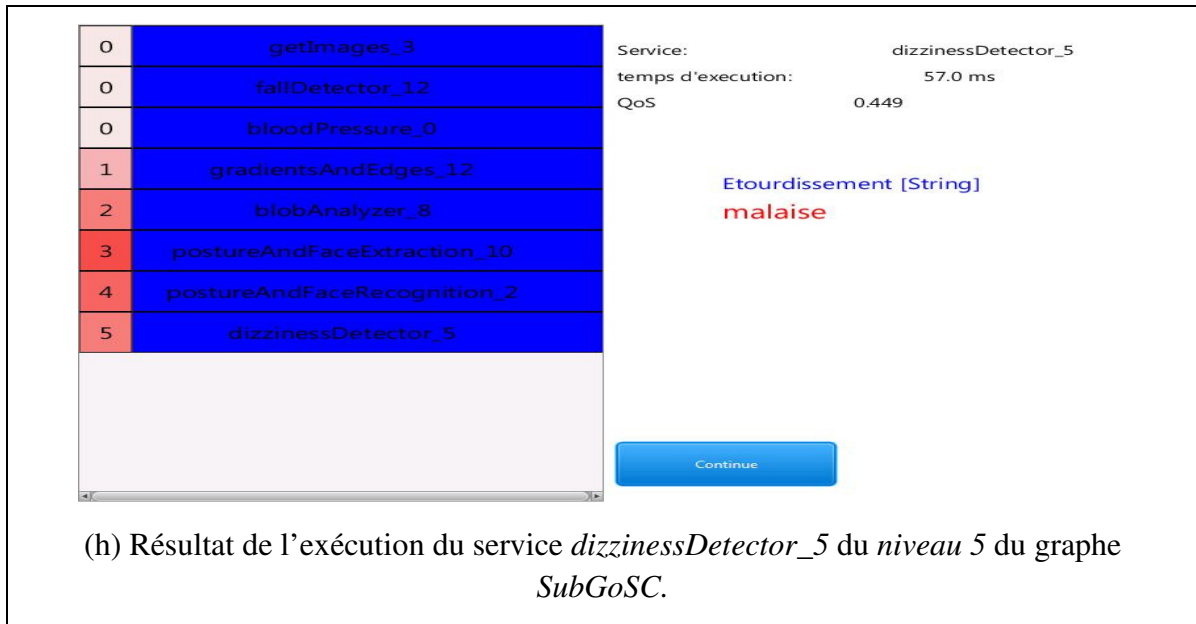 0 getImages_3
0 fallDetector_12
0 bloodPressure_0
1 gradientsAndEdges_12
2 blobAnalyzer_8
3 postureAndFaceExtraction_10
4 postureAndFaceRecognition_2
5 dizzinessDetector_5
Service: dizzinessDetector_5
temps d'execution: 57.0 ms
QoS 0.449
Etourdissement [String]
malaise
Continue
(h) Résultat de l'exécution du service dizzinessDetector_5 du niveau 5 du graphe
SubGoSC.